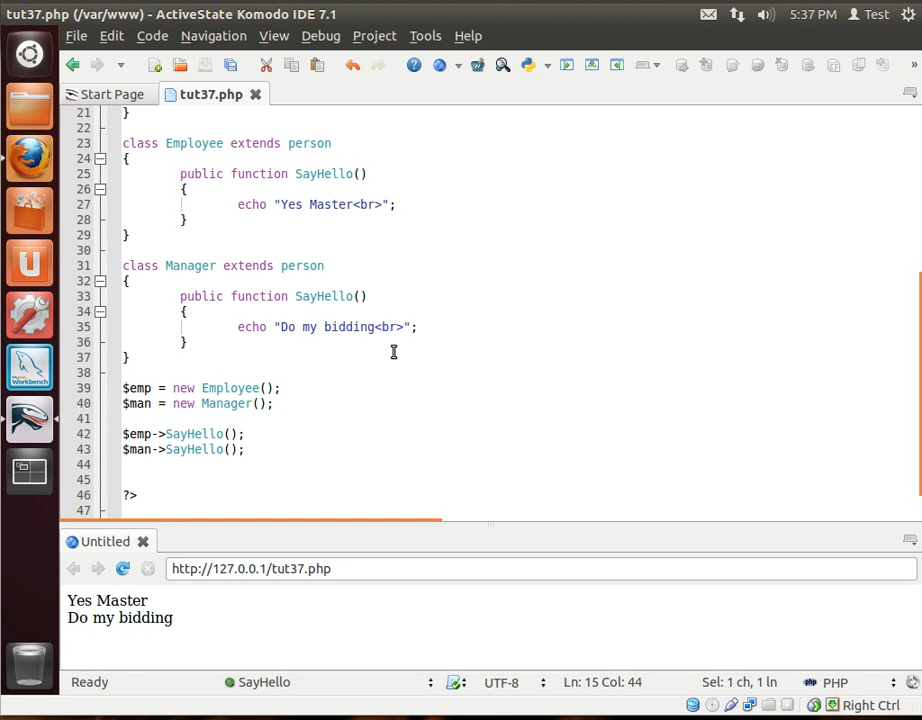 tut37.php (/var/www) - ActiveState Komodo IDE 7.1
5:37 PM
Test
File Edit Code Navigation View Debug Project Tools Help
Start Page
tut37.php
21 }
22
23 class Employee extends person
24 {
25 public function SayHello()
26 {
27 echo "Yes Master<br>";
28 }
29 }
30
31 class Manager extends person
32 {
33 public function SayHello()
34 {
35 echo "Do my bidding<br>";
36 }
37 }
38
39 $emp = new Employee();
40 $man = new Manager();
41
42 $emp->SayHello();
43 $man->SayHello();
44
45
46 ?>
47
Untitled
http://127.0.0.1/tut37.php
Yes Master
Do my bidding
Ready
SayHello
UTF-8
Ln: 15 Col: 44
Sel: 1 ch, 1 ln
PHP
Right Ctrl
MySQL
Workbench